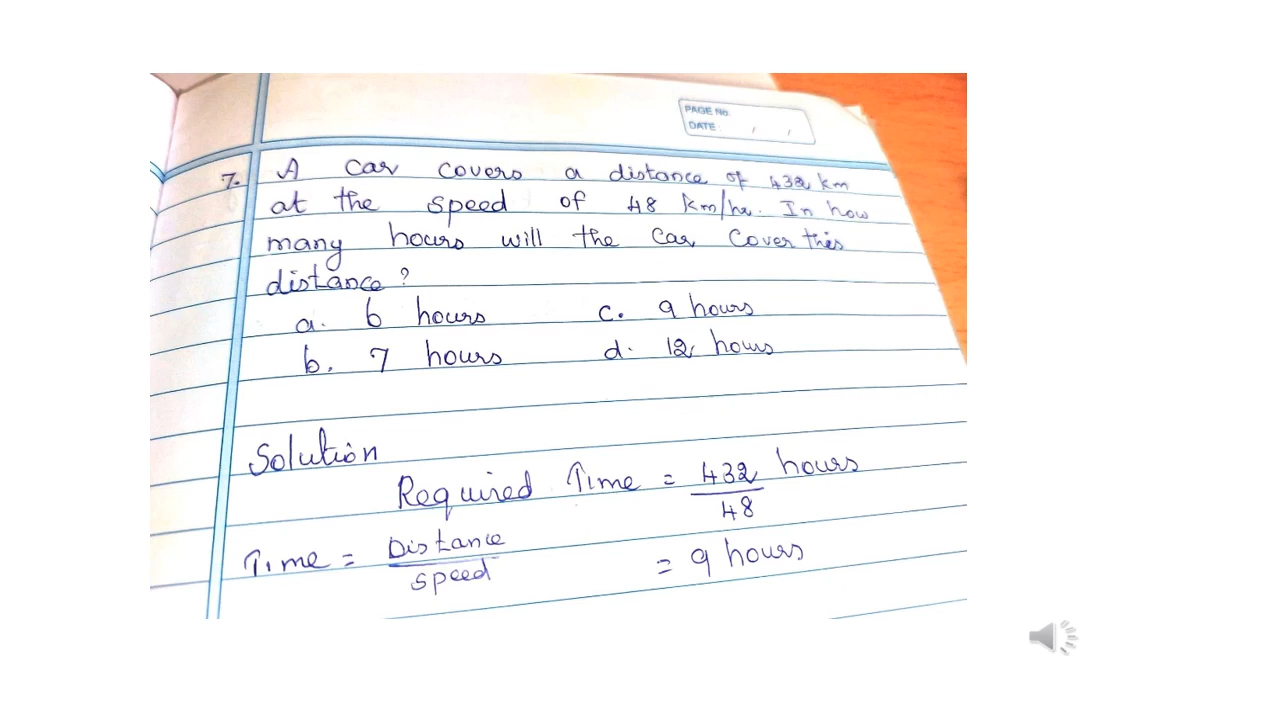 PAGE No.
DATE : / /
7. A car covers a distance of 432 km
at the speed of 48 km/hr. In how
many hours will the car cover this
distance?
a. 6 hours c. 9 hours
b. 7 hours d. 12 hours
Solution
Required Time = 432/48 hours
Time = Distance/speed = 9 hours